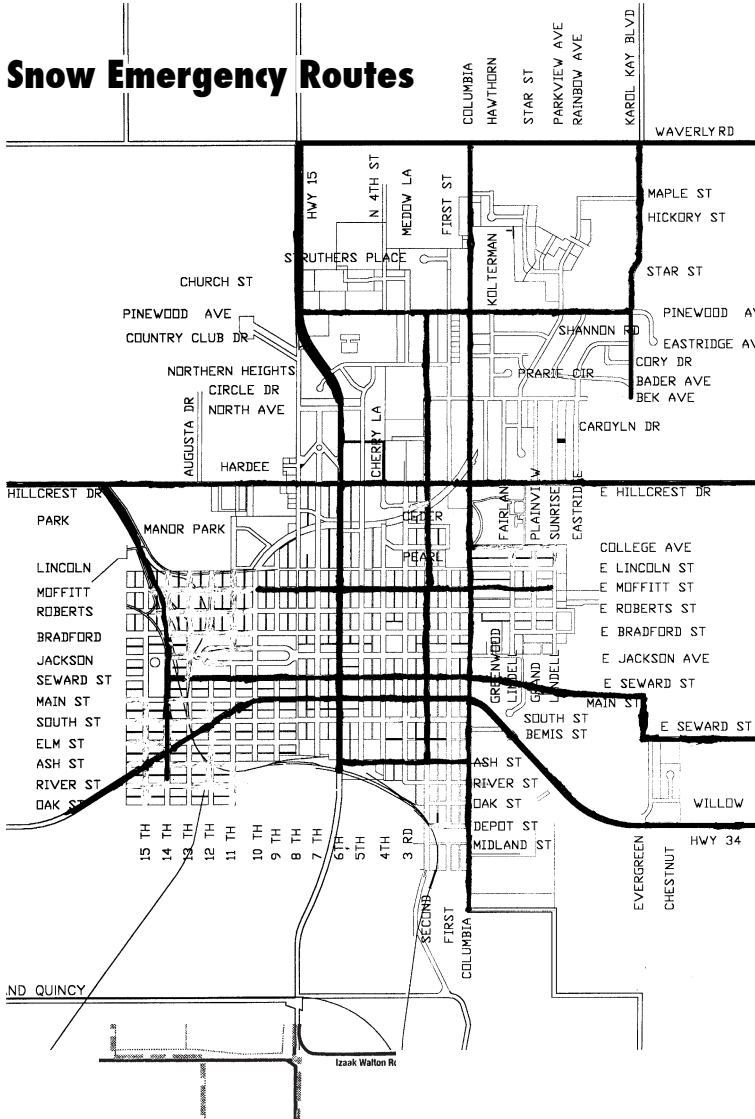 Snow Emergency Routes
COLUMBIA
HAWTHORN
STAR ST
PARKVIEW AVE
RAINBOW AVE
KAROL KAY BLVD
WAVERLY RD
HWY 15
N 4TH ST
MEDOW LA
FIRST ST
KOLTERMAN
MAPLE ST
HICKORY ST
STRUTHERS PLACE
STAR ST
CHURCH ST
PINEWOOD AVE
PINEWOOD AV
COUNTRY CLUB DR
SHANNON RD
EASTRIDGE AV
CORY DR
NORTHERN HEIGHTS
PRARIE CIR
BADER AVE
CIRCLE DR
BEK AVE
AUGUSTA DR
NORTH AVE
CHERRY LA
CAROLYN DR
HARDEE
HILLCREST DR
E HILLCREST DR
FAIRLAN
PLAINVIEW
SUNRISE
EASTRIDGE
PARK
MANOR PARK
CEDER
PEARL
COLLEGE AVE
LINCOLN
E LINCOLN ST
MOFFITT
E MOFFITT ST
ROBERTS
E ROBERTS ST
BRADFORD
E BRADFORD ST
JACKSON
E JACKSON AVE
GREENWOOD
LINDELL
GRAND
LANDELL
SEWARD ST
E SEWARD ST
MAIN ST
MAIN ST
SOUTH ST
SOUTH ST
E SEWARD ST
BEMIS ST
ELM ST
ASH ST
ASH ST
RIVER ST
RIVER ST
OAK ST
OAK ST
WILLOW
DEPOT ST
HWY 34
MIDLAND ST
15 TH
14 TH
13 TH
12 TH
11 TH
10 TH
9 TH
8 TH
7 TH
6TH
5TH
4TH
3 RD
SECOND
FIRST
COLUMBIA
EVERGREEN
CHESTNUT
ND QUINCY
Izaak Walton Rd